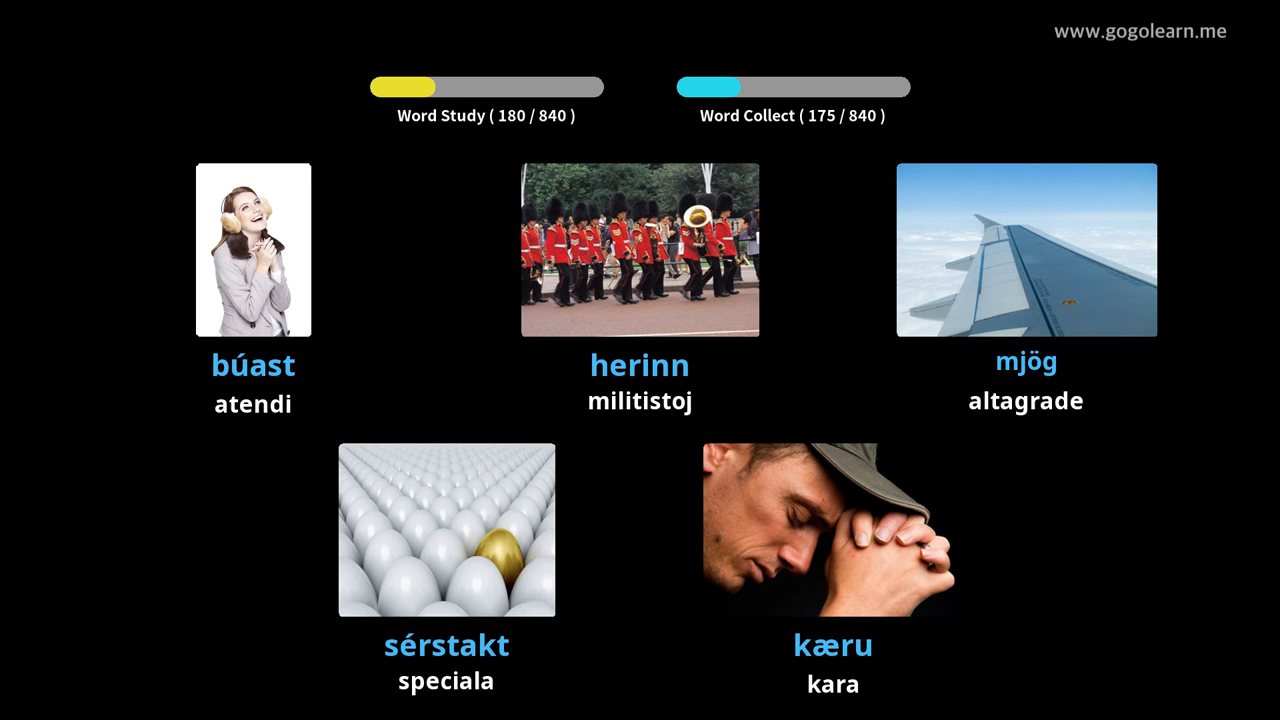 www.gogolearn.me
Word Study ( 180 / 840 )
Word Collect ( 175 / 840 )
búast
atendi
herinn
militistoj
mjög
altagrade
sérstakt
speciala
kæru
kara